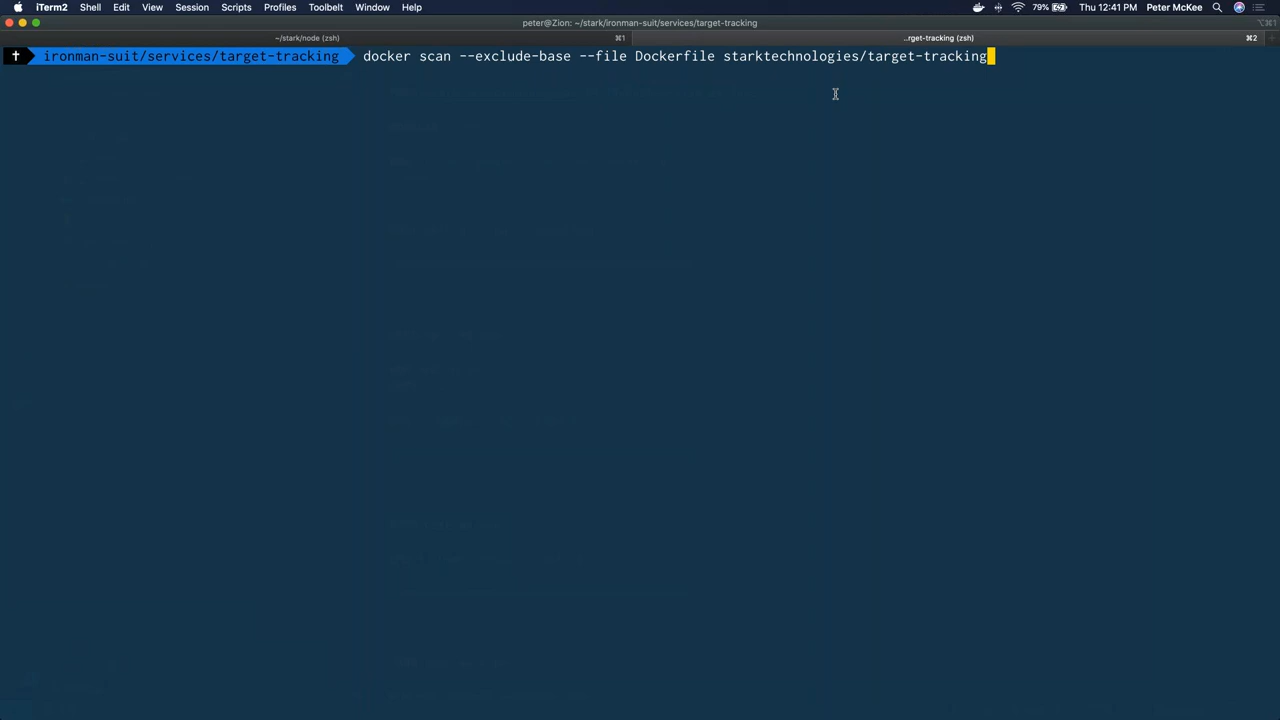 iTerm2 Shell Edit View Session Scripts Profiles Toolbelt Window Help 79% Thu 12:41 PM Peter McKee
peter@Zion: ~/stark/ironman-suit/services/target-tracking ⌥⌘1
~/stark/node (zsh) ⌘1 ..rget-tracking (zsh) ⌘2
ironman-suit/services/target-tracking docker scan --exclude-base --file Dockerfile starktechnologies/target-tracking